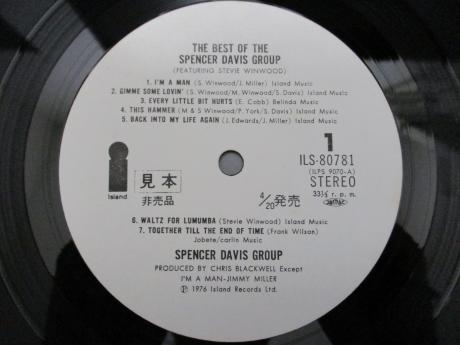 THE BEST OF THE
SPENCER DAVIS GROUP
(FEATURING STEVIE WINWOOD)
1. I'M A MAN (S. Winwood/J. Miller) Island Music
2. GIMME SOME LOVIN' (S. Winwood/M. Winwood/S. Davis) Island Music
3. EVERY LITTLE BIT HURTS (E. Cobb) Belinda Music
4. THIS HAMMER (M & S Winwood/P. York/S. Davis) Island Music
5. BACK INTO MY LIFE AGAIN (J. Edwards/J. Miller) Island Music
1
ILS-80781
(ILPS 9070-A)
STEREO
33⅓ r. p. m.
Island
見本
非売品
4/20発売
6. WALTZ FOR LUMUMBA (Stevie Winwood) Island Music
7. TOGETHER TILL THE END OF TIME (Frank Wilson)
Jobete/carlin Music
SPENCER DAVIS GROUP
PRODUCED BY CHRIS BLACKWELL Except
I'M A MAN-JIMMY MILLER
℗ 1976 Island Records Ltd.